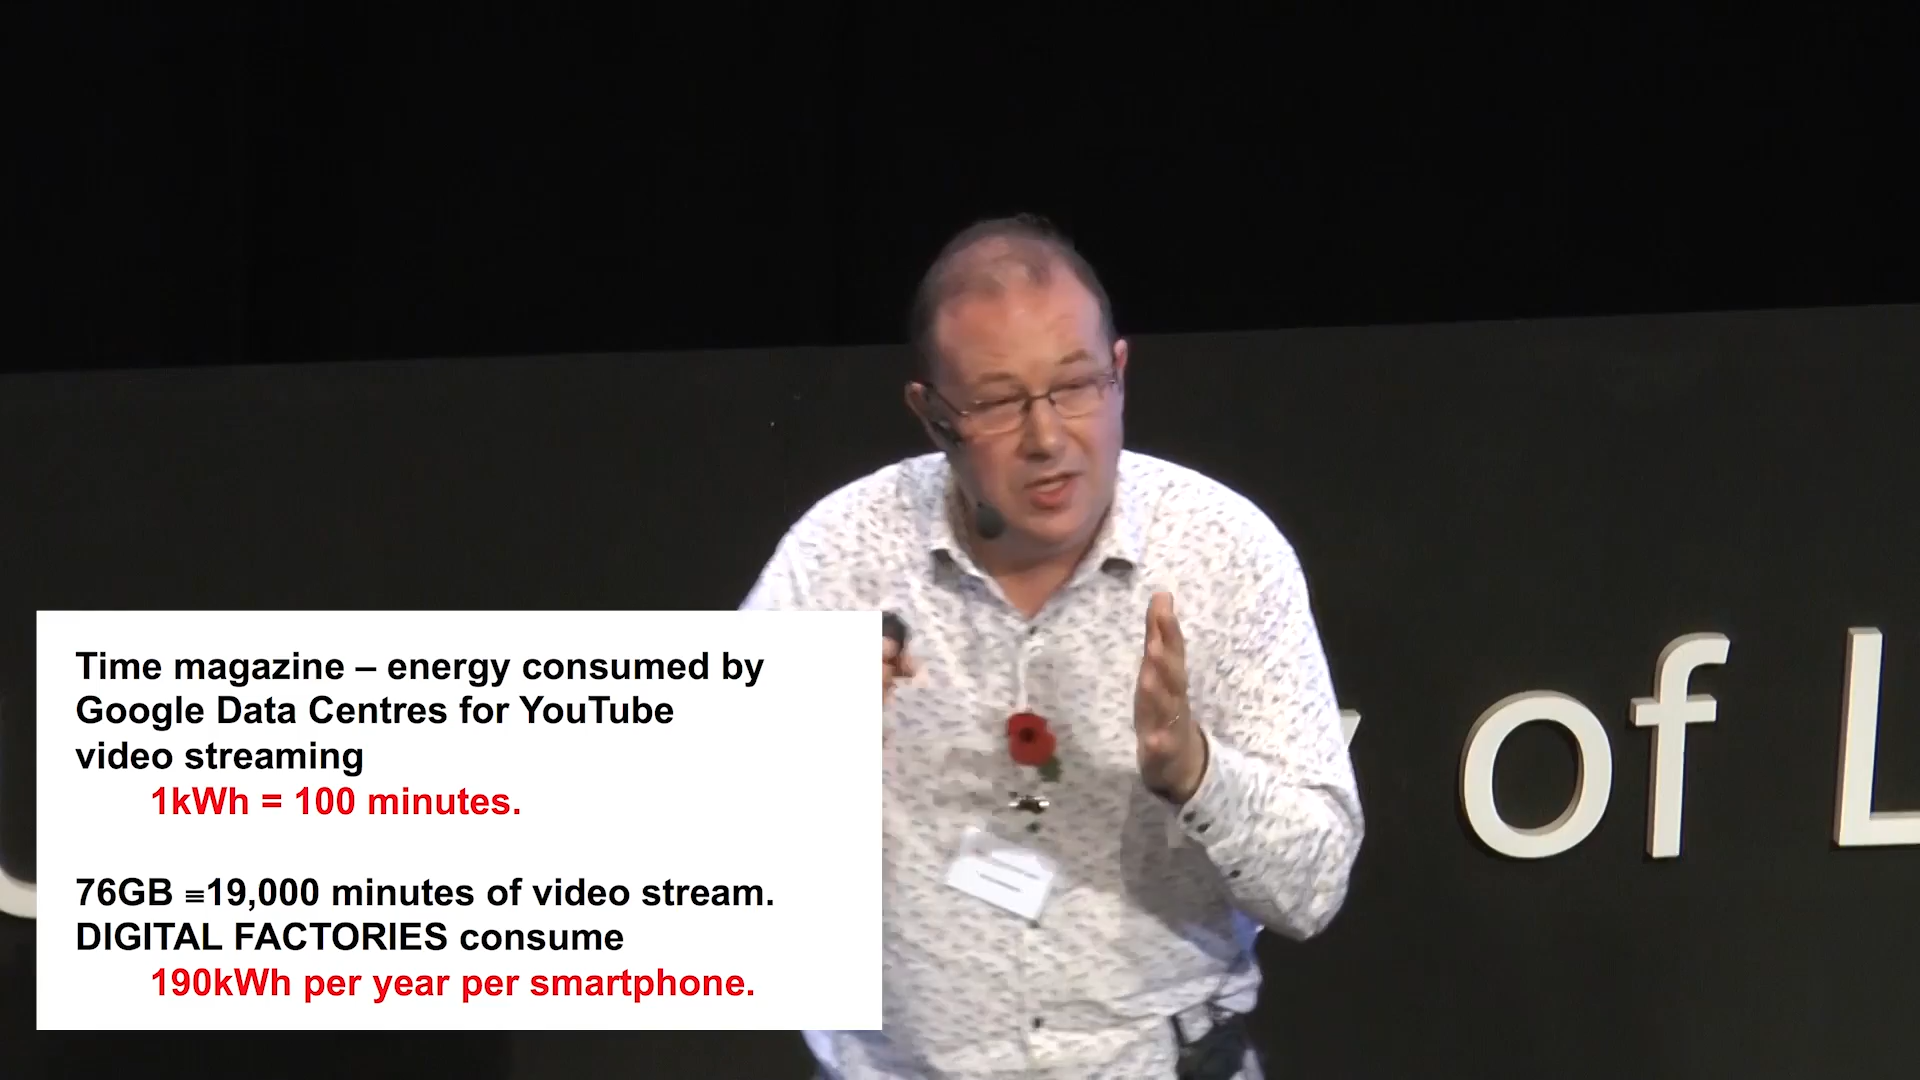 Time magazine – energy consumed by
Google Data Centres for YouTube
video streaming
1kWh = 100 minutes.
76GB ≡19,000 minutes of video stream.
DIGITAL FACTORIES consume
190kWh per year per smartphone.
of L